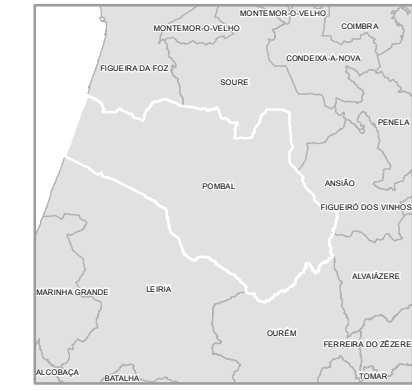 MONTEMOR-O-VELHO
MONTEMOR-O-VELHO
COIMBRA
CONDEIXA-A-NOVA
FIGUEIRA DA FOZ
SOURE
PENELA
POMBAL
ANSIÃO
FIGUEIRÓ DOS VINHOS
ALVAIÁZERE
MARINHA GRANDE
LEIRIA
OURÉM
FERREIRA DO ZÊZERE
ALCOBAÇA
BATALHA
TOMAR